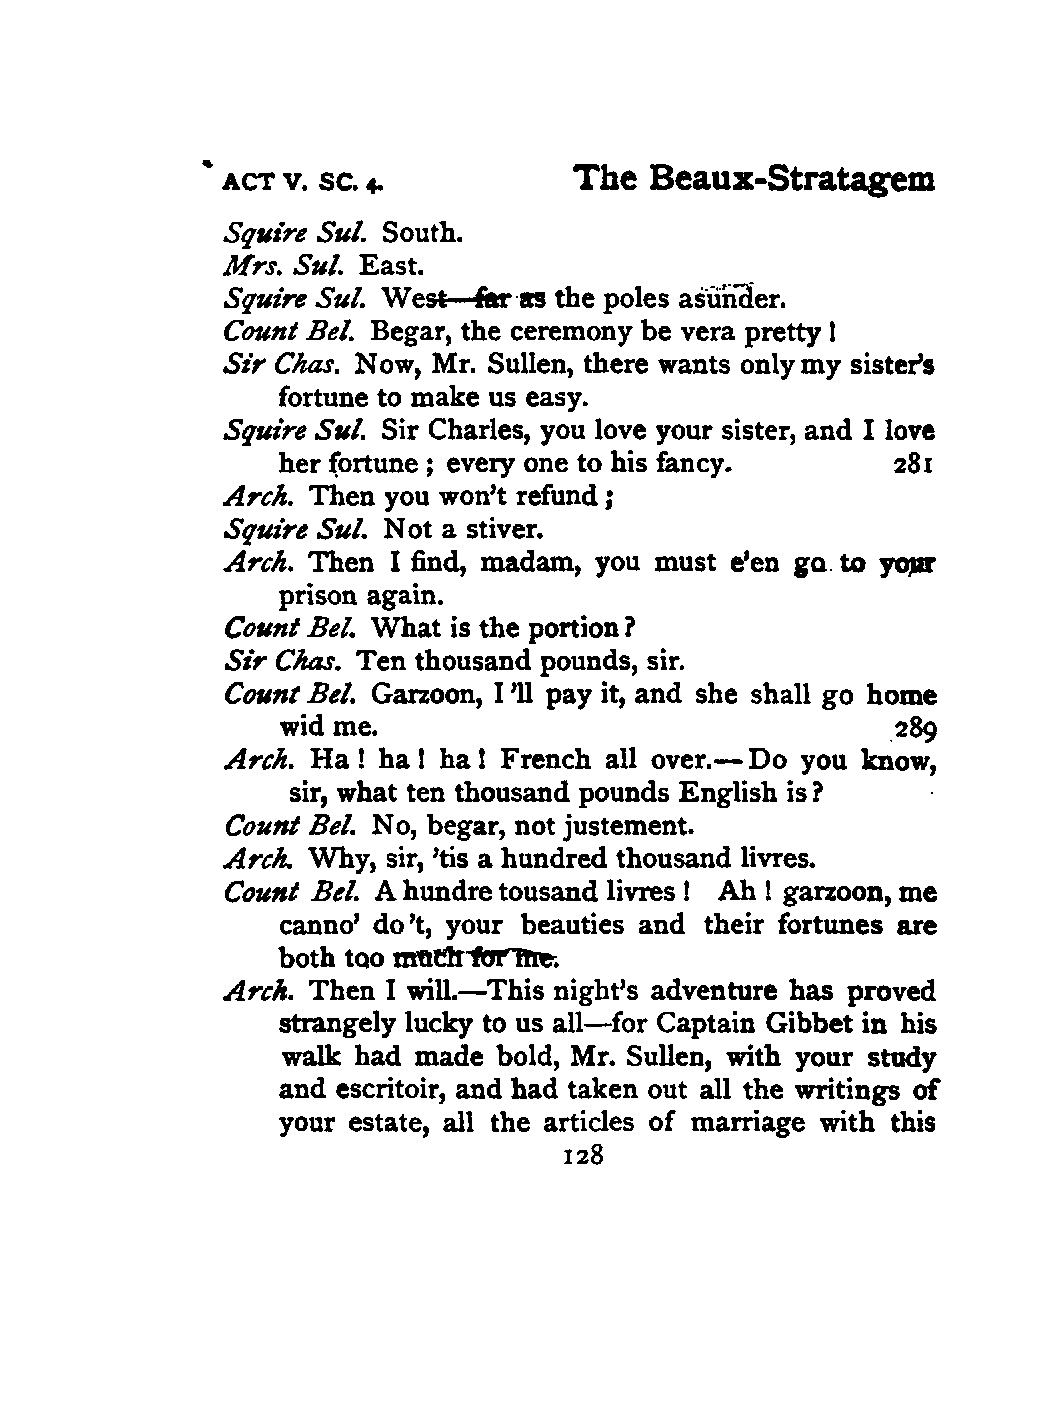 ACT V. SC. 4. The Beaux-Stratagem
Squire Sul. South.
Mrs. Sul. East.
Squire Sul. West—far as the poles asunder.
Count Bel. Begar, the ceremony be vera pretty!
Sir Chas. Now, Mr. Sullen, there wants only my sister's
fortune to make us easy.
Squire Sul. Sir Charles, you love your sister, and I love
her fortune; every one to his fancy. 281
Arch. Then you won't refund;
Squire Sul. Not a stiver.
Arch. Then I find, madam, you must e'en go to your
prison again.
Count Bel. What is the portion?
Sir Chas. Ten thousand pounds, sir.
Count Bel. Garzoon, I'll pay it, and she shall go home
wid me. 289
Arch. Ha! ha! ha! French all over.—Do you know,
sir, what ten thousand pounds English is?
Count Bel. No, begar, not justement.
Arch. Why, sir, 'tis a hundred thousand livres.
Count Bel. A hundre tousand livres! Ah! garzoon, me
canno' do't, your beauties and their fortunes are
both too much for me.
Arch. Then I will.—This night's adventure has proved
strangely lucky to us all—for Captain Gibbet in his
walk had made bold, Mr. Sullen, with your study
and escritoir, and had taken out all the writings of
your estate, all the articles of marriage with this
128